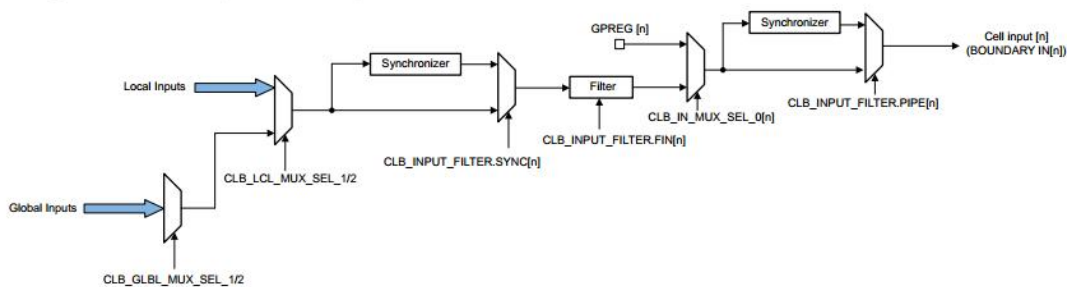 GPREG [n]
Synchronizer
Cell input [n]
(BOUNDARY IN[n])
Synchronizer
Local Inputs
Filter
CLB_INPUT_FILTER.PIPE[n]
CLB_IN_MUX_SEL_0[n]
CLB_INPUT_FILTER.FIN[n]
CLB_INPUT_FILTER.SYNC[n]
CLB_LCL_MUX_SEL_1/2
Global Inputs
CLB_GLBL_MUX_SEL_1/2